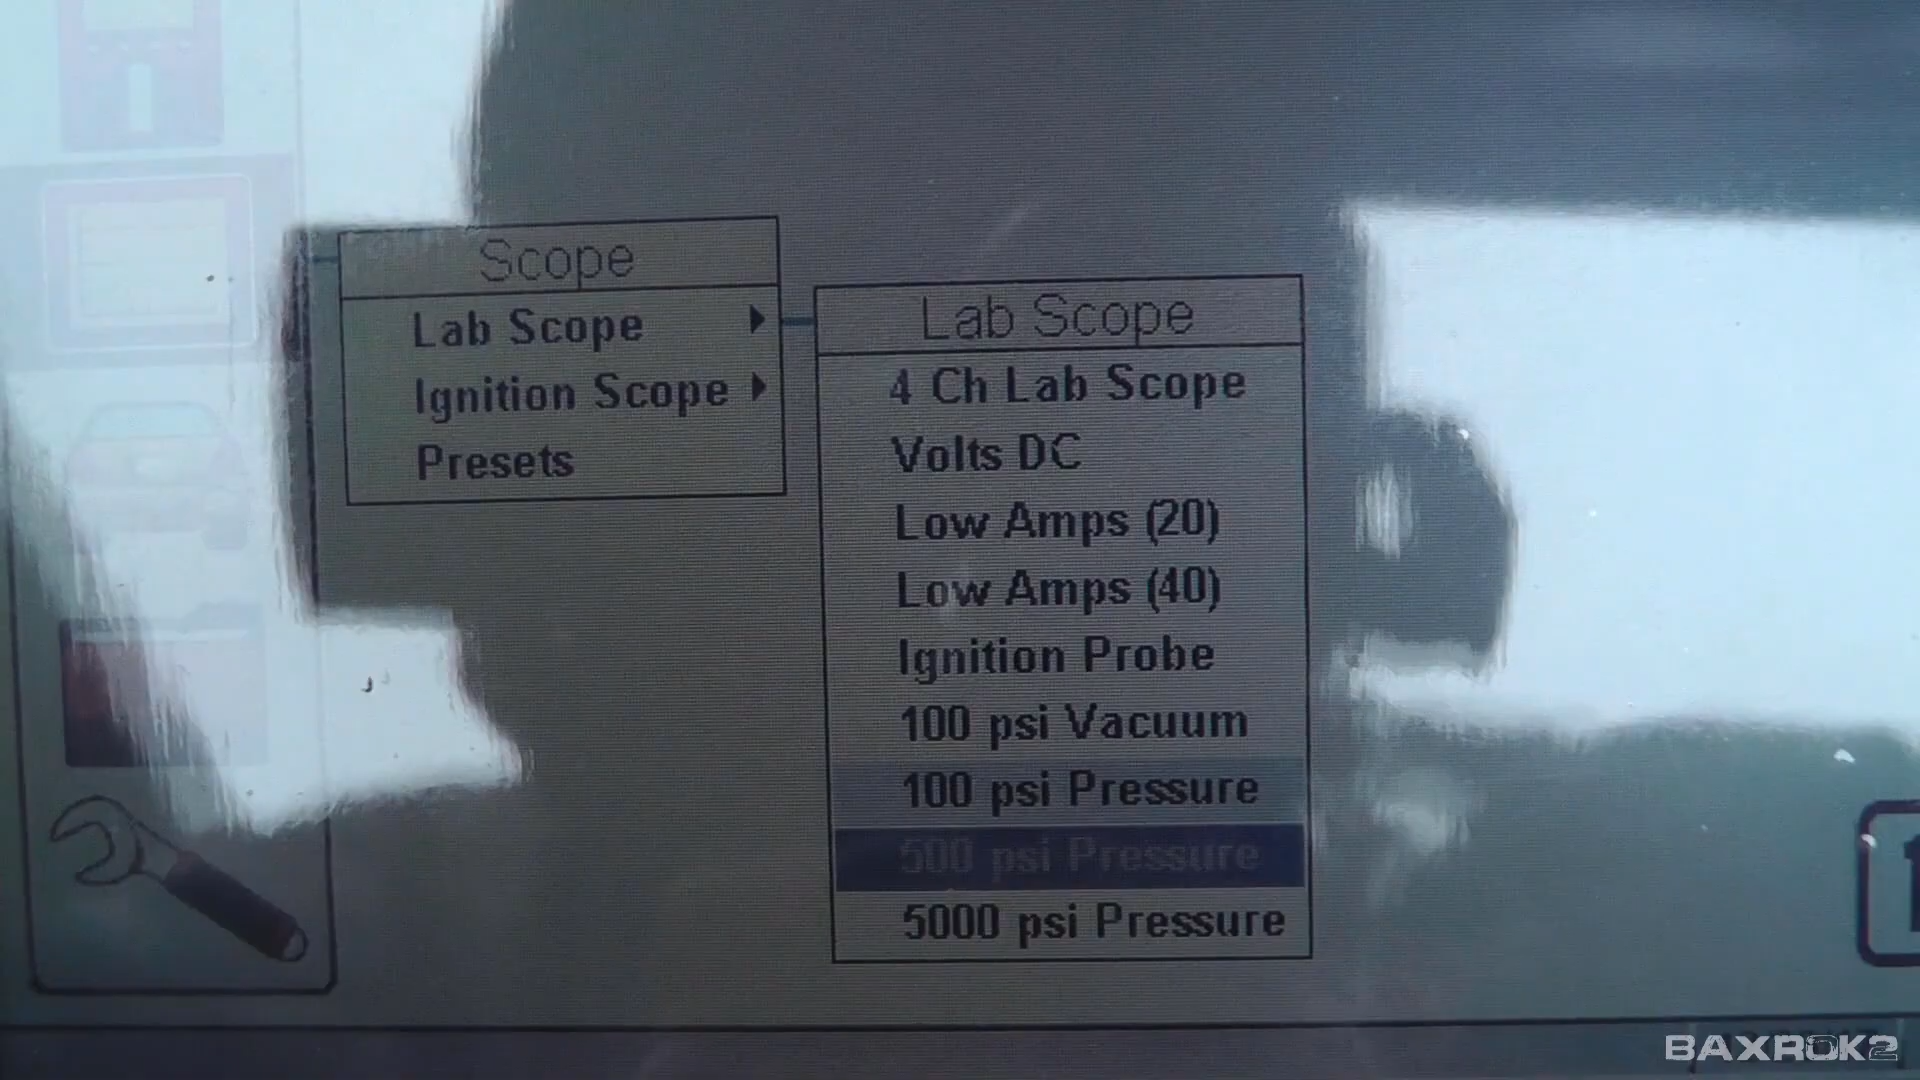 Scope
Lab Scope
Ignition Scope
Presets
Lab Scope
4 Ch Lab Scope
Volts DC
Low Amps (20)
Low Amps (40)
Ignition Probe
100 psi Vacuum
100 psi Pressure
500 psi Pressure
5000 psi Pressure
BAXROK2